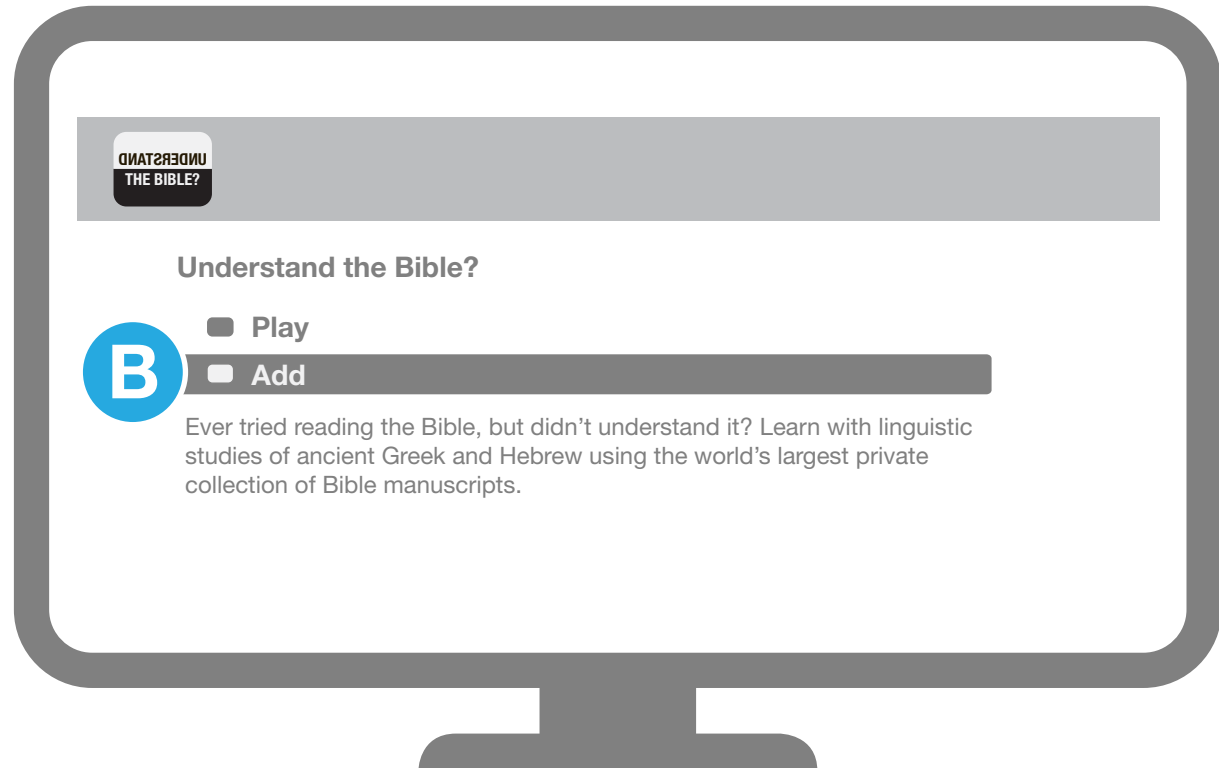 UNDERSTAND
THE BIBLE?
Understand the Bible?
Play
B
Add
Ever tried reading the Bible, but didn’t understand it? Learn with linguistic
studies of ancient Greek and Hebrew using the world’s largest private
collection of Bible manuscripts.